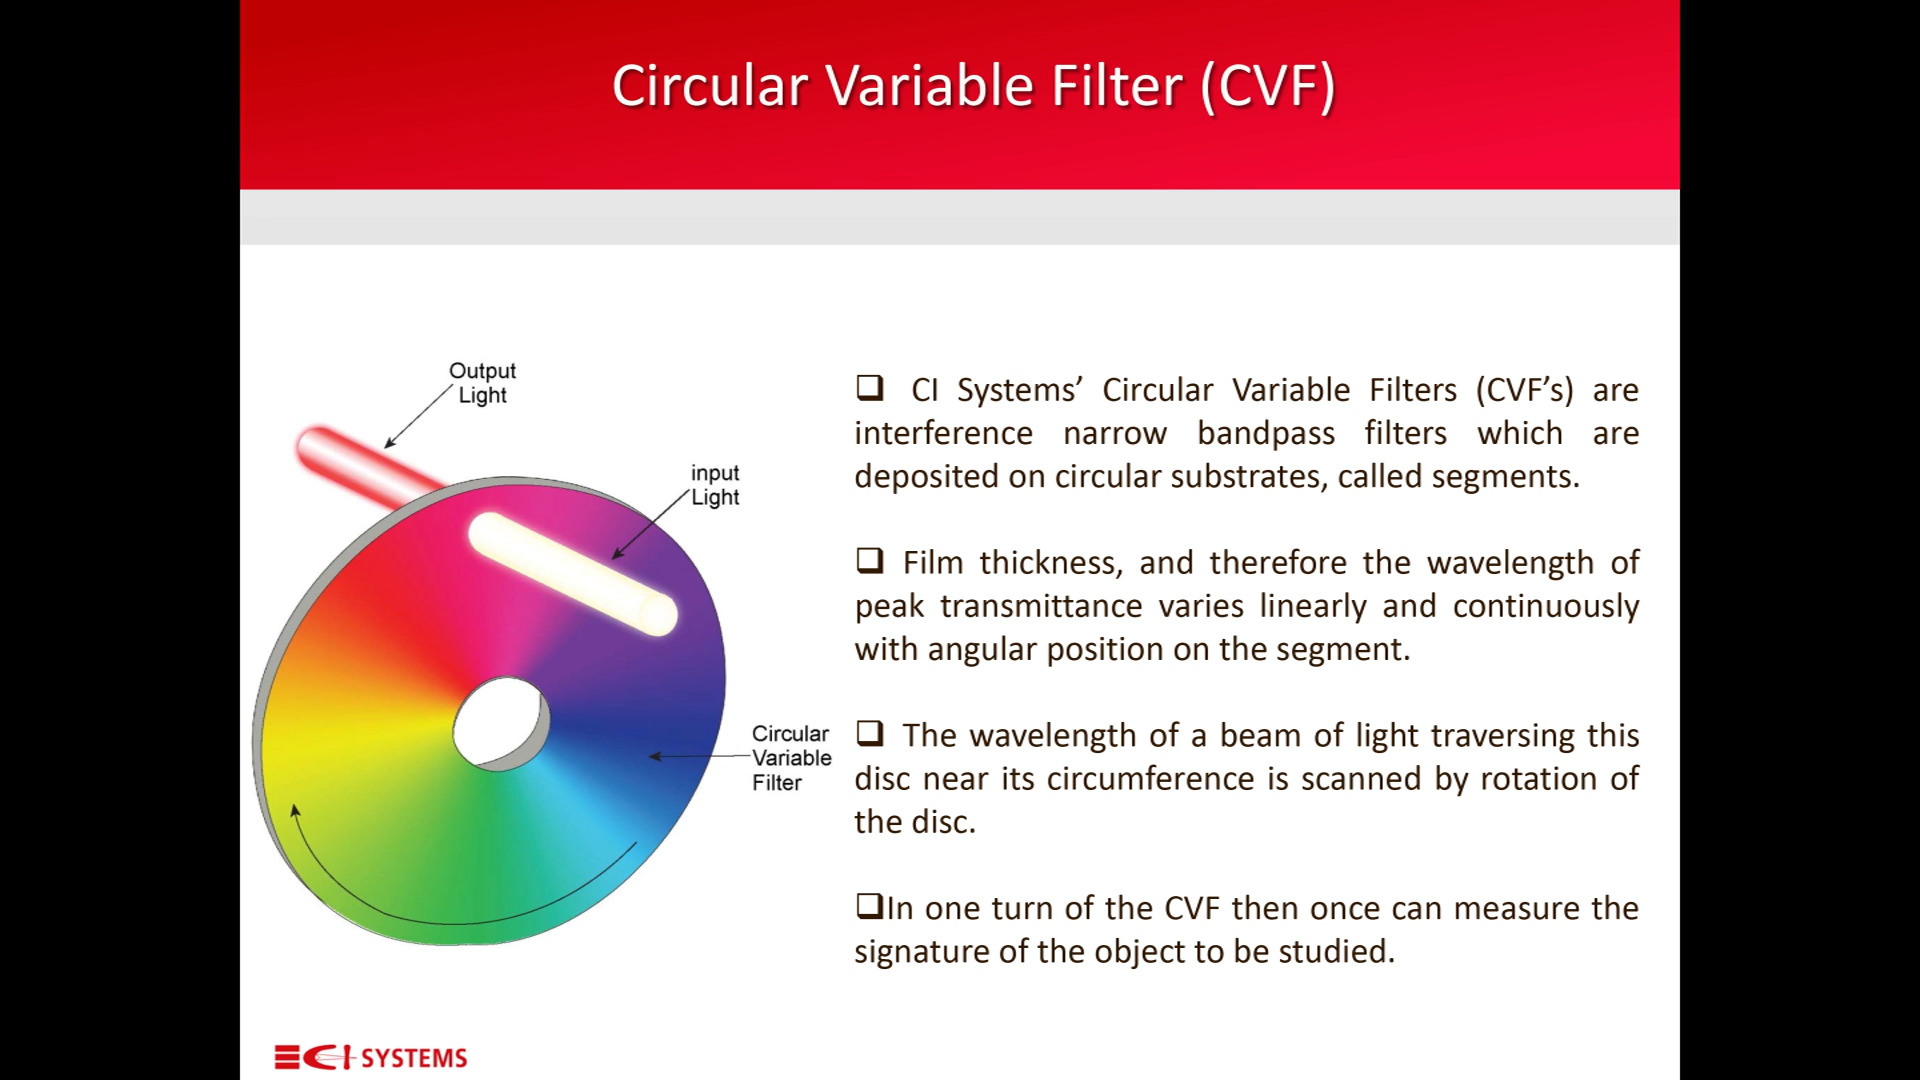 Circular Variable Filter (CVF)
Output
Light
input
Light
Circular
Variable
Filter
❑ CI Systems’ Circular Variable Filters (CVF’s) are
interference narrow bandpass filters which are
deposited on circular substrates, called segments.
❑ Film thickness, and therefore the wavelength of
peak transmittance varies linearly and continuously
with angular position on the segment.
❑ The wavelength of a beam of light traversing this
disc near its circumference is scanned by rotation of
the disc.
❑In one turn of the CVF then once can measure the
signature of the object to be studied.
CI SYSTEMS